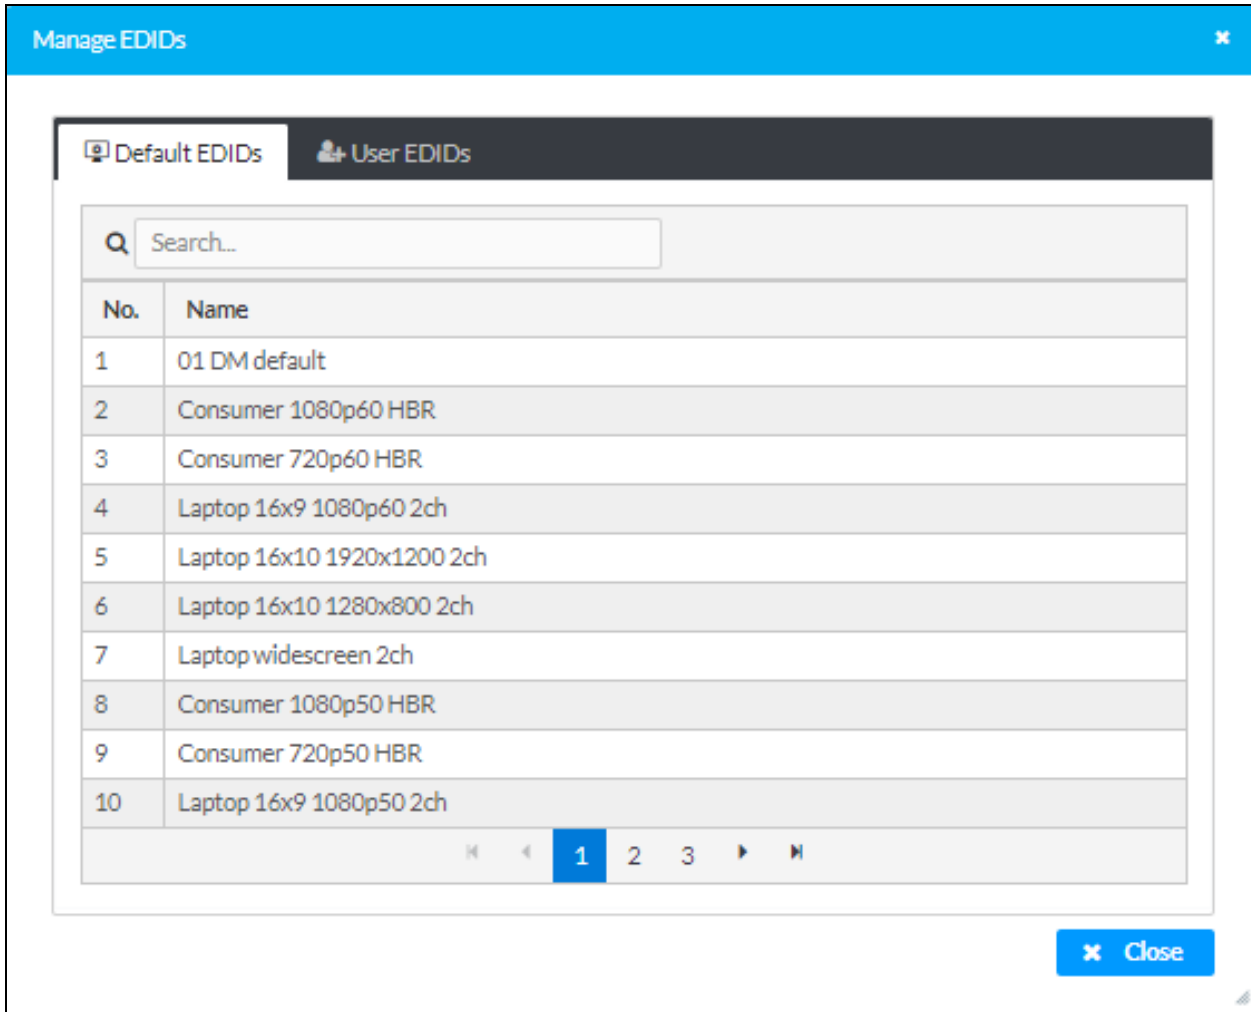 Manage EDIDs
Default EDIDs User EDIDs
Search...
No. Name
1 01 DM default
2 Consumer 1080p60 HBR
3 Consumer 720p60 HBR
4 Laptop 16x9 1080p60 2ch
5 Laptop 16x10 1920x1200 2ch
6 Laptop 16x10 1280x800 2ch
7 Laptop widescreen 2ch
8 Consumer 1080p50 HBR
9 Consumer 720p50 HBR
10 Laptop 16x9 1080p50 2ch
1 2 3
Close